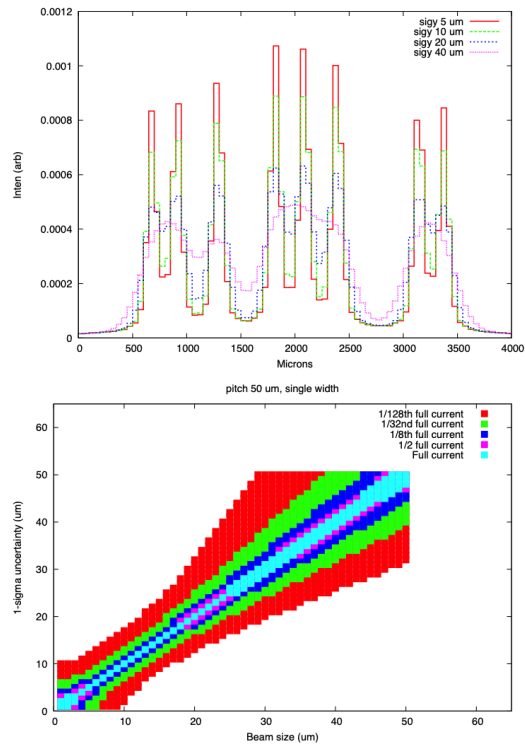 0.0012
0.001
0.0008
0.0006
0.0004
0.0002
0
Inten (arb)
sigy 5 um
sigy 10 um
sigy 20 um
sigy 40 um
0 500 1000 1500 2000 2500 3000 3500 4000
Microns
pitch 50 um, single width
60
50
40
30
20
10
0
1-sigma uncertainty (um)
1/128th full current
1/32nd full current
1/8th full current
1/2 full current
Full current
0 10 20 30 40 50 60
Beam size (um)